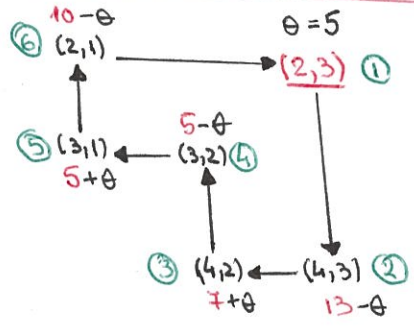 10-θ
θ = 5
⑥ (2,1)
(2,3) ①
5-θ
⑤ (3,1)
(3,2) ④
5+θ
③ (4,2)
(4,3) ②
7+θ
13-θ